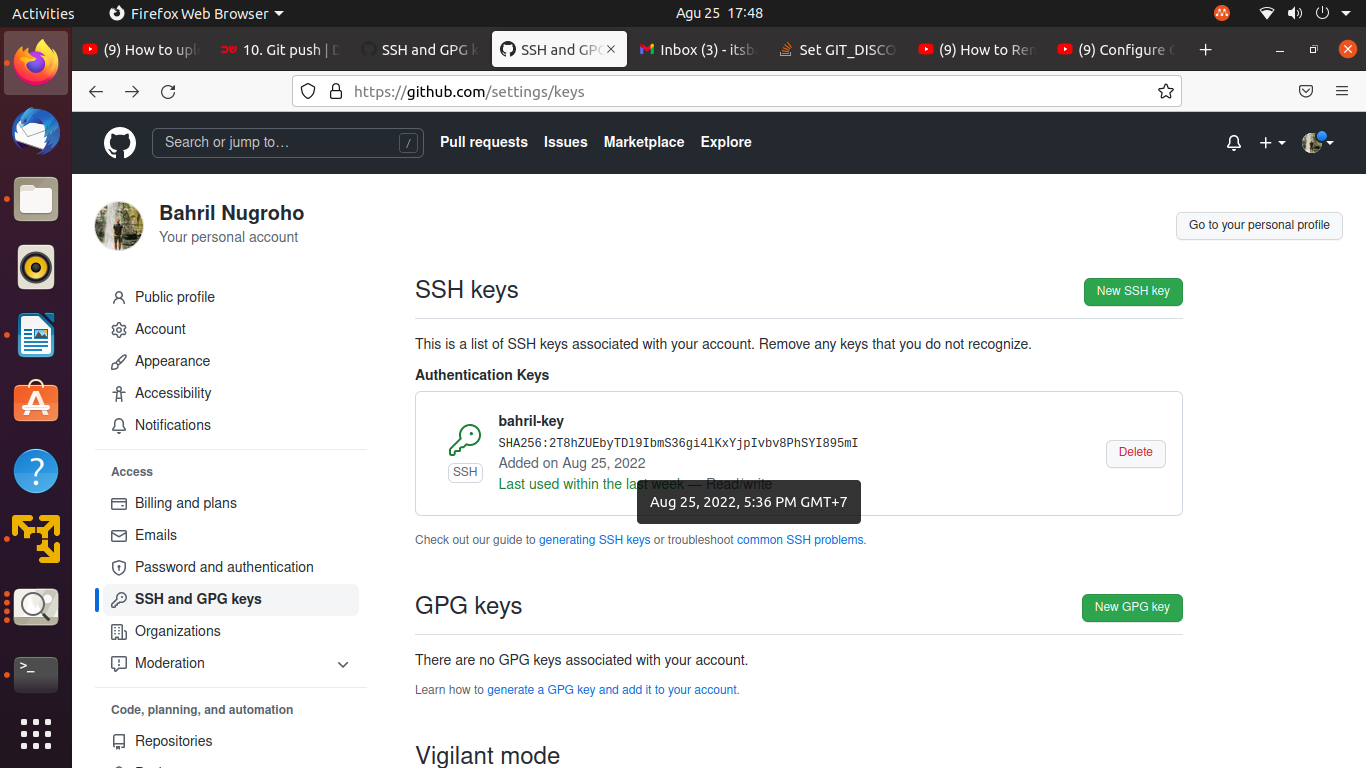 Activities
Firefox Web Browser
Agu 25 17:48
(9) How to upl
10. Git push | D
SSH and GPG k
SSH and GPG
Inbox (3) - itsb
Set GIT_DISCO
(9) How to Ren
(9) Configure G
https://github.com/settings/keys
Search or jump to…
/
Pull requests
Issues
Marketplace
Explore
Bahril Nugroho
Your personal account
Go to your personal profile
Public profile
Account
Appearance
Accessibility
Notifications
Access
Billing and plans
Emails
Password and authentication
SSH and GPG keys
Organizations
Moderation
Code, planning, and automation
Repositories
SSH keys
New SSH key
This is a list of SSH keys associated with your account. Remove any keys that you do not recognize.
Authentication Keys
bahril-key
SHA256:2T8hZUEbyTDl9IbmS36gi4lKxYjpIvbv8PhSYI895mI
Added on Aug 25, 2022
Last used within the last week — Read/write
SSH
Delete
Aug 25, 2022, 5:36 PM GMT+7
Check out our guide to generating SSH keys or troubleshoot common SSH problems.
GPG keys
New GPG key
There are no GPG keys associated with your account.
Learn how to generate a GPG key and add it to your account.
Vigilant mode